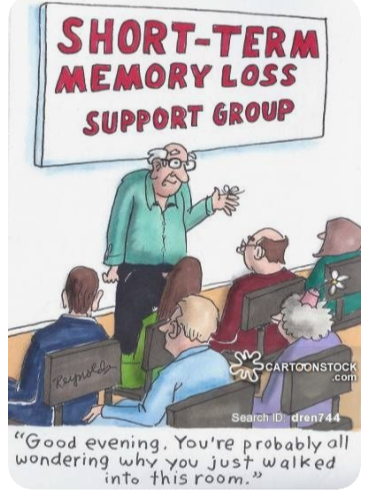 SHORT-TERM
MEMORY LOSS
SUPPORT GROUP
Reynolds
CARTOONSTOCK
.com
Search ID: dren744
"Good evening. You're probably all
wondering why you just walked
into this room."